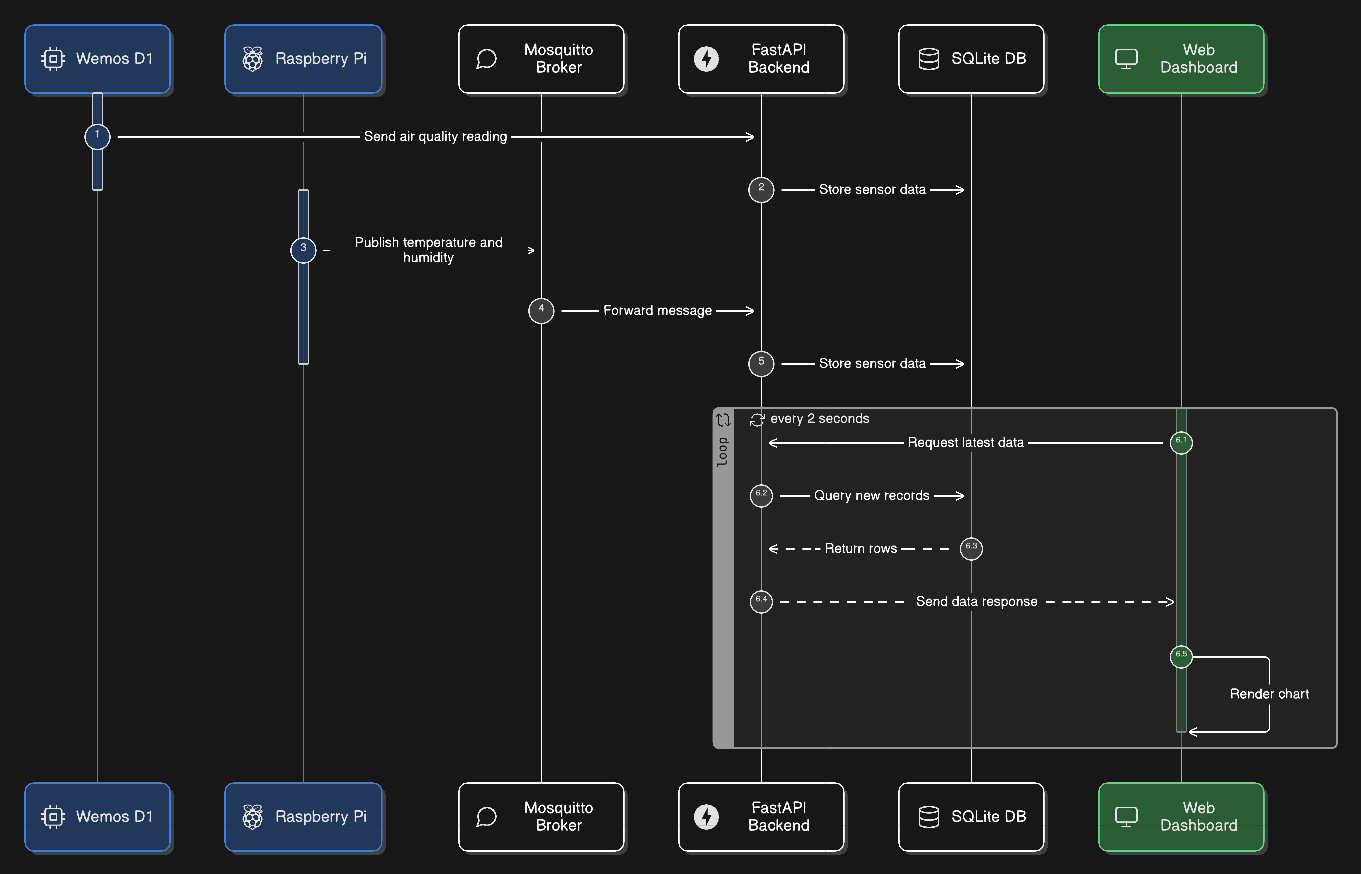 Wemos D1
Raspberry Pi
Mosquitto
Broker
FastAPI
Backend
SQLite DB
Web
Dashboard
1
Send air quality reading
2
Store sensor data
3
Publish temperature and
humidity
4
Forward message
5
Store sensor data
loop
every 2 seconds
Request latest data
6.1
6.2
Query new records
Return rows
6.3
6.4
Send data response
6.5
Render chart
Wemos D1
Raspberry Pi
Mosquitto
Broker
FastAPI
Backend
SQLite DB
Web
Dashboard